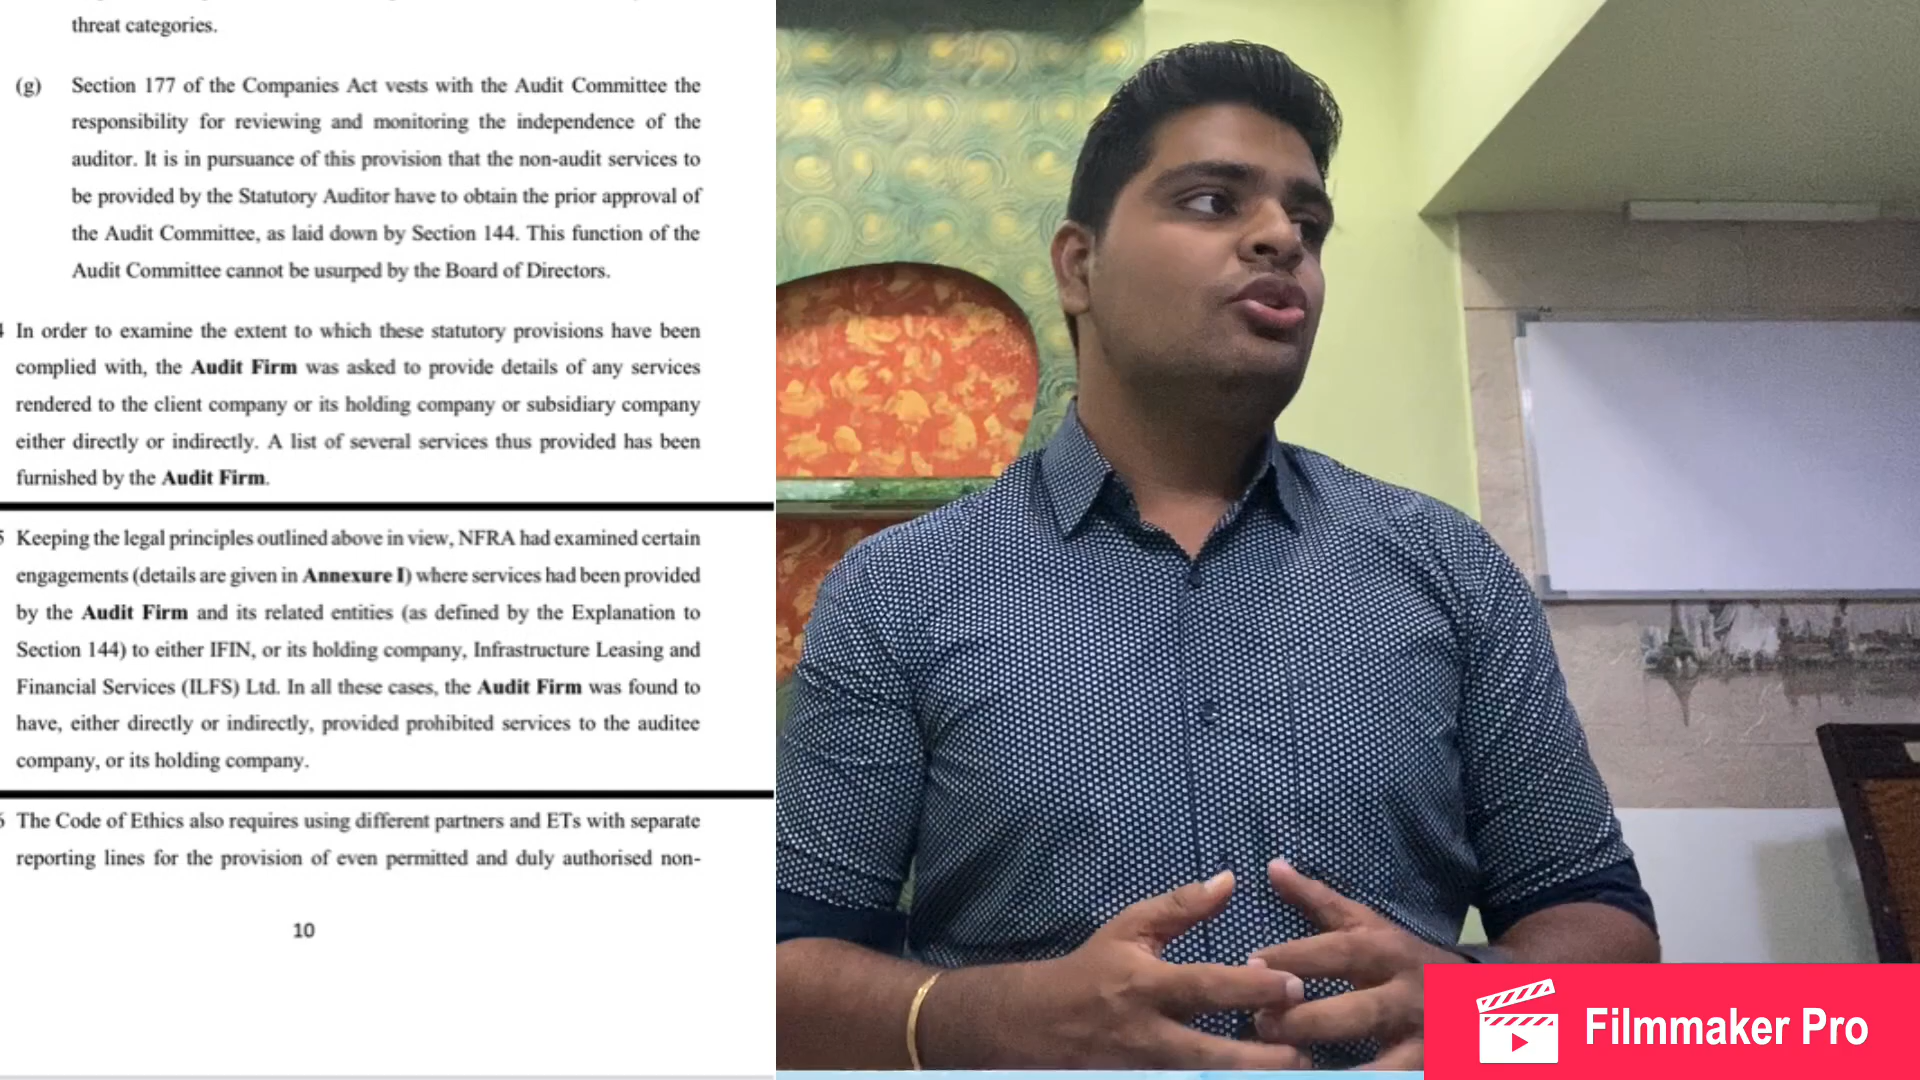 threat categories.
(g) Section 177 of the Companies Act vests with the Audit Committee the
responsibility for reviewing and monitoring the independence of the
auditor. It is in pursuance of this provision that the non-audit services to
be provided by the Statutory Auditor have to obtain the prior approval of
the Audit Committee, as laid down by Section 144. This function of the
Audit Committee cannot be usurped by the Board of Directors.
4 In order to examine the extent to which these statutory provisions have been
complied with, the Audit Firm was asked to provide details of any services
rendered to the client company or its holding company or subsidiary company
either directly or indirectly. A list of several services thus provided has been
furnished by the Audit Firm.
5 Keeping the legal principles outlined above in view, NFRA had examined certain
engagements (details are given in Annexure I) where services had been provided
by the Audit Firm and its related entities (as defined by the Explanation to
Section 144) to either IFIN, or its holding company, Infrastructure Leasing and
Financial Services (ILFS) Ltd. In all these cases, the Audit Firm was found to
have, either directly or indirectly, provided prohibited services to the auditee
company, or its holding company.
6 The Code of Ethics also requires using different partners and ETs with separate
reporting lines for the provision of even permitted and duly authorised non-
10
Filmmaker Pro